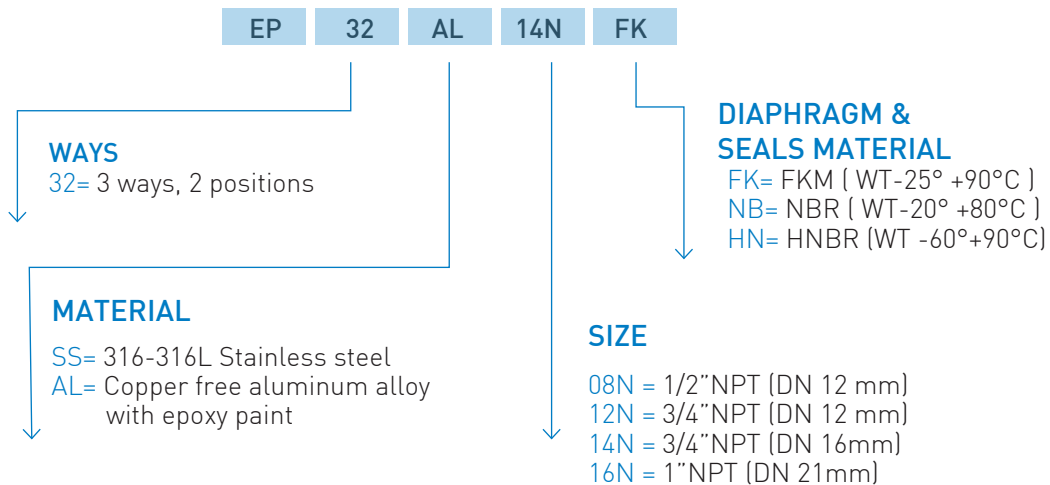 EP 32 AL 14N FK
WAYS
32= 3 ways, 2 positions
MATERIAL
SS= 316-316L Stainless steel
AL= Copper free aluminum alloy
with epoxy paint
DIAPHRAGM &
SEALS MATERIAL
FK= FKM ( WT-25° +90°C )
NB= NBR ( WT-20° +80°C )
HN= HNBR (WT -60°+90°C)
SIZE
08N = 1/2”NPT (DN 12 mm)
12N = 3/4”NPT (DN 12 mm)
14N = 3/4”NPT (DN 16mm)
16N = 1”NPT (DN 21mm)